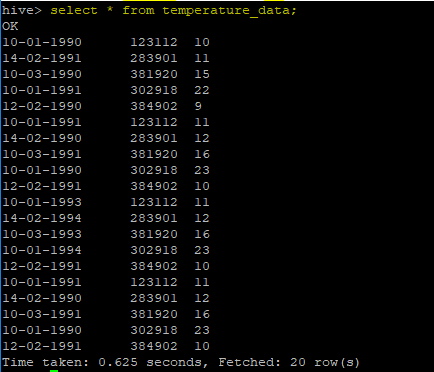 hive> select * from temperature_data;
OK
10-01-1990 123112 10
14-02-1991 283901 11
10-03-1990 381920 15
10-01-1991 302918 22
12-02-1990 384902 9
10-01-1991 123112 11
14-02-1990 283901 12
10-03-1991 381920 16
10-01-1990 302918 23
12-02-1991 384902 10
10-01-1993 123112 11
14-02-1994 283901 12
10-03-1993 381920 16
10-01-1994 302918 23
12-02-1991 384902 10
10-01-1991 123112 11
14-02-1990 283901 12
10-03-1991 381920 16
10-01-1990 302918 23
12-02-1991 384902 10
Time taken: 0.625 seconds, Fetched: 20 row(s)